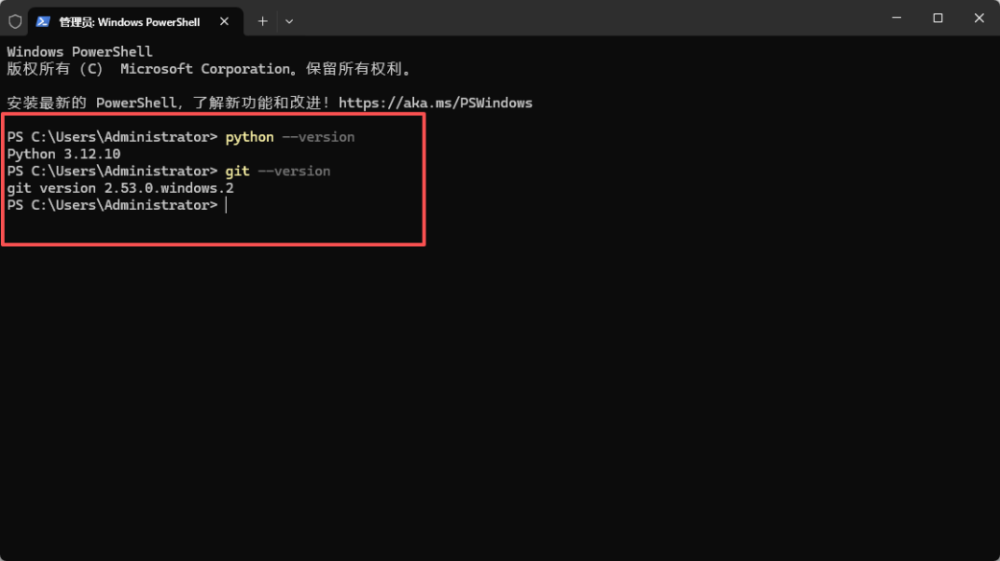 管理员: Windows PowerShell
Windows PowerShell
版权所有 (C) Microsoft Corporation。保留所有权利。
安装最新的 PowerShell，了解新功能和改进！https://aka.ms/PSWindows
PS C:\Users\Administrator> python --version
Python 3.12.10
PS C:\Users\Administrator> git --version
git version 2.53.0.windows.2
PS C:\Users\Administrator>